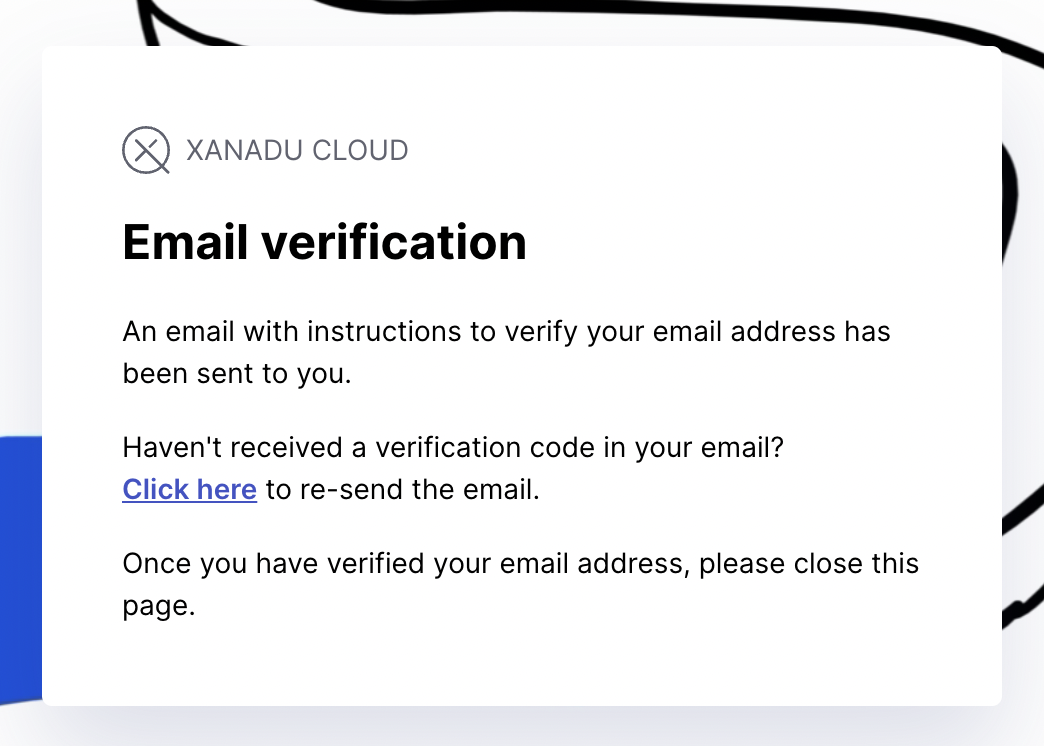 XANADU CLOUD
Email verification
An email with instructions to verify your email address has
been sent to you.
Haven't received a verification code in your email?
Click here to re-send the email.
Once you have verified your email address, please close this
page.